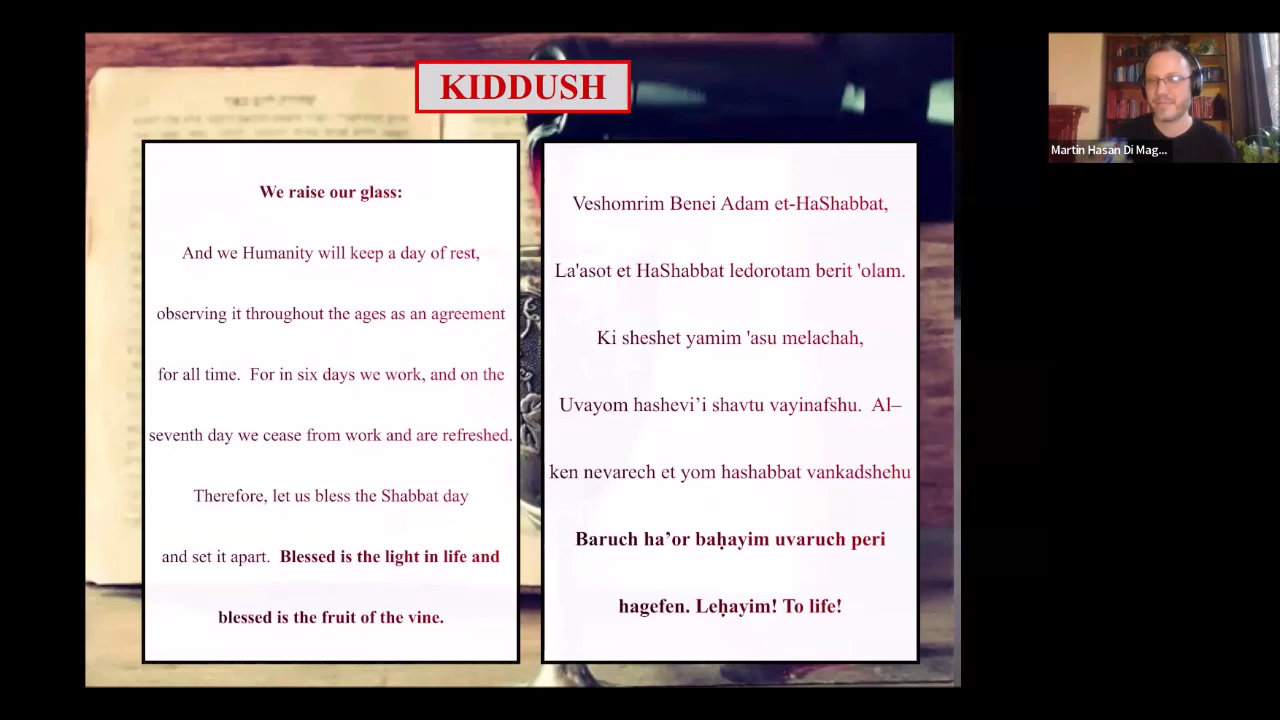 KIDDUSH
We raise our glass:
And we Humanity will keep a day of rest,
observing it throughout the ages as an agreement
for all time.  For in six days we work, and on the
seventh day we cease from work and are refreshed.
Therefore, let us bless the Shabbat day
and set it apart.  Blessed is the light in life and
blessed is the fruit of the vine.
Veshomrim Benei Adam et-HaShabbat,
La'asot et HaShabbat ledorotam berit 'olam.
Ki sheshet yamim 'asu melachah,
Uvayom hashevi’i shavtu vayinafshu.  Al–
ken nevarech et yom hashabbat vankadshehu
Baruch ha’or baḥayim uvaruch peri
hagefen. Leḥayim! To life!
Martin Hasan Di Mag...